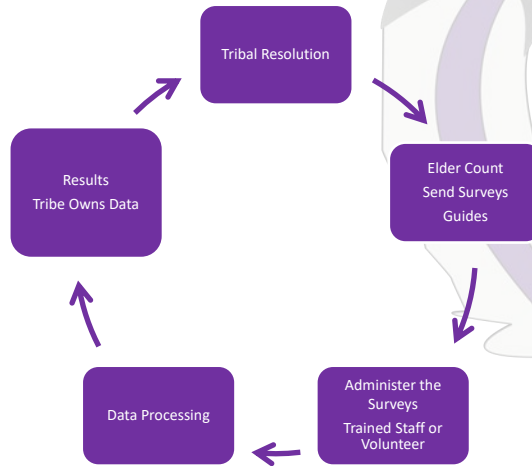 Tribal Resolution
Elder Count
Send Surveys
Guides
Administer the
Surveys
Trained Staff or
Volunteer
Data Processing
Results
Tribe Owns Data